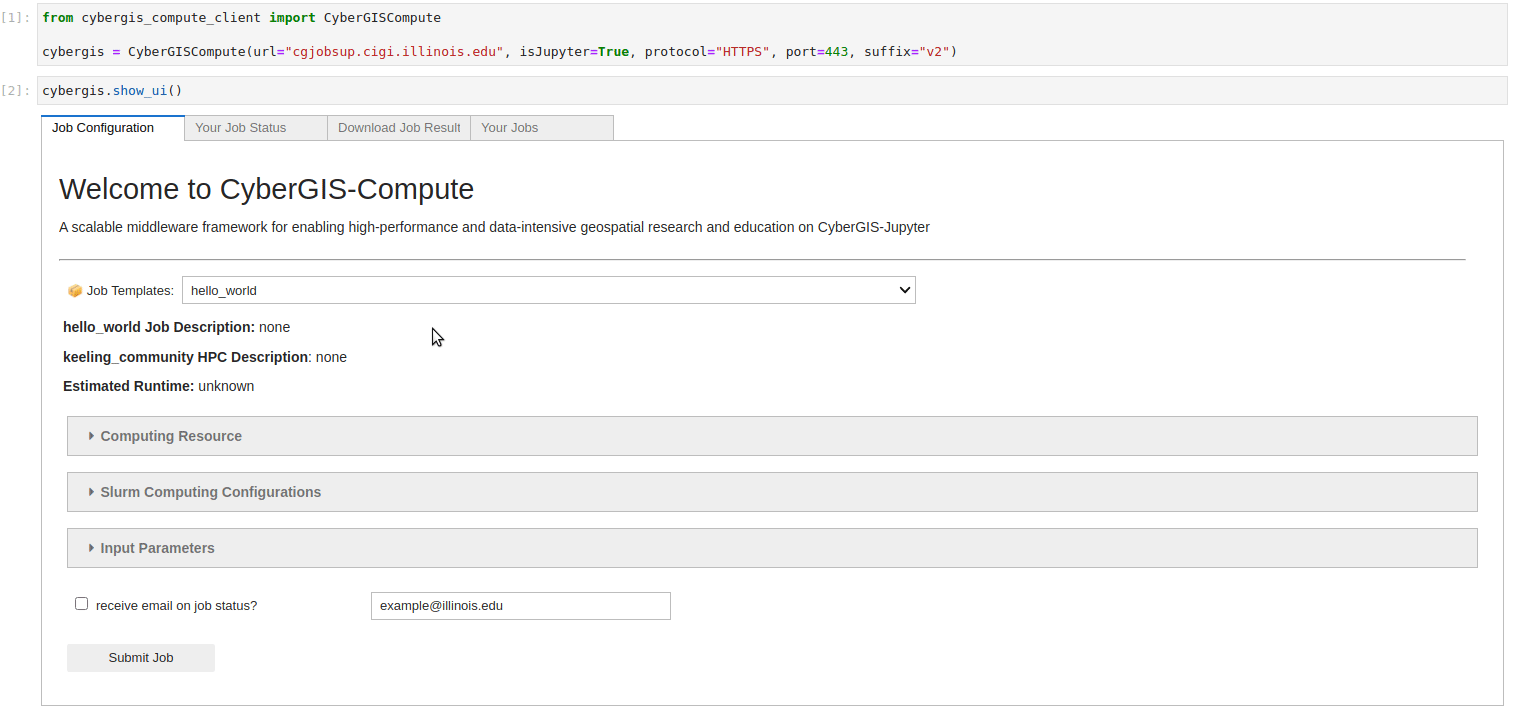 [1]: from cybergis_compute_client import CyberGISCompute
cybergis = CyberGISCompute(url="cgjobsup.cigi.illinois.edu", isJupyter=True, protocol="HTTPS", port=443, suffix="v2")
[2]: cybergis.show_ui()
Job Configuration Your Job Status Download Job Result Your Jobs
Welcome to CyberGIS-Compute
A scalable middleware framework for enabling high-performance and data-intensive geospatial research and education on CyberGIS-Jupyter
📦 Job Templates: hello_world
hello_world Job Description: none
keeling_community HPC Description: none
Estimated Runtime: unknown
Computing Resource
Slurm Computing Configurations
Input Parameters
receive email on job status? example@illinois.edu
Submit Job